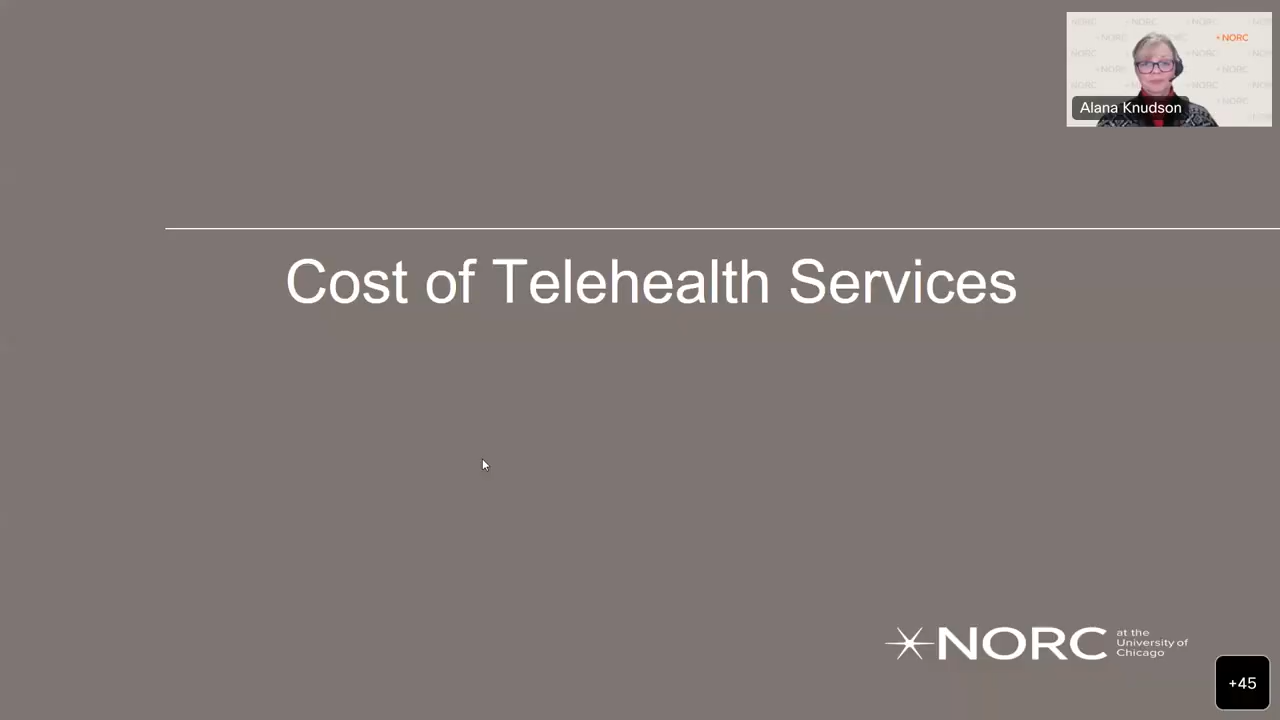 +NORC
Alana Knudson
Cost of Telehealth Services
NORC
at the
University of
Chicago
+45